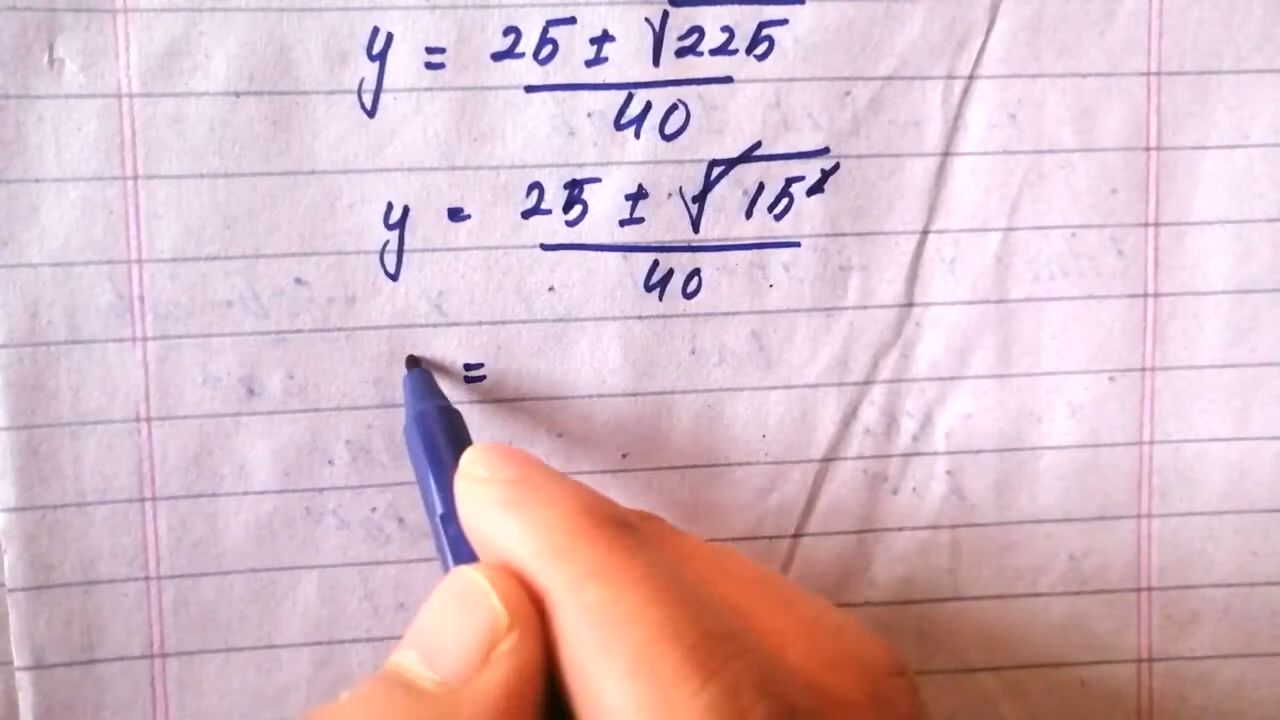 y = 25 ± √225
40
y = 25 ± √15²
40
=